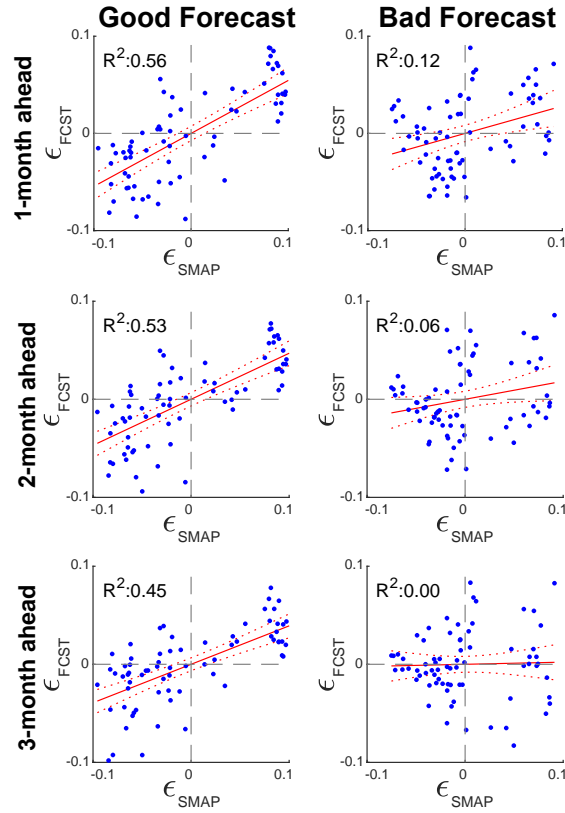 Good Forecast Bad Forecast
1-month ahead
0.1
0
-0.1
ϵFCST
R²:0.56
-0.1 0 0.1
ϵSMAP
0.1
0
-0.1
ϵFCST
R²:0.12
-0.1 0 0.1
ϵSMAP
2-month ahead
0.1
0
-0.1
ϵFCST
R²:0.53
-0.1 0 0.1
ϵSMAP
0.1
0
-0.1
ϵFCST
R²:0.06
-0.1 0 0.1
ϵSMAP
3-month ahead
0.1
0
-0.1
ϵFCST
R²:0.45
-0.1 0 0.1
ϵSMAP
0.1
0
-0.1
ϵFCST
R²:0.00
-0.1 0 0.1
ϵSMAP